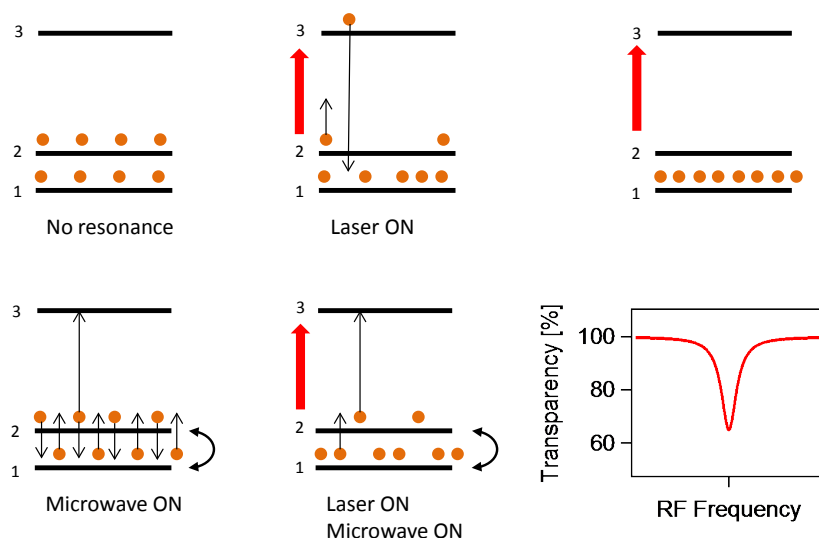 3
2
1
No resonance
3
2
1
Laser ON
3
2
1
3
2
1
Microwave ON
3
2
1
Laser ON
Microwave ON
Transparency [%]
100
80
60
RF Frequency